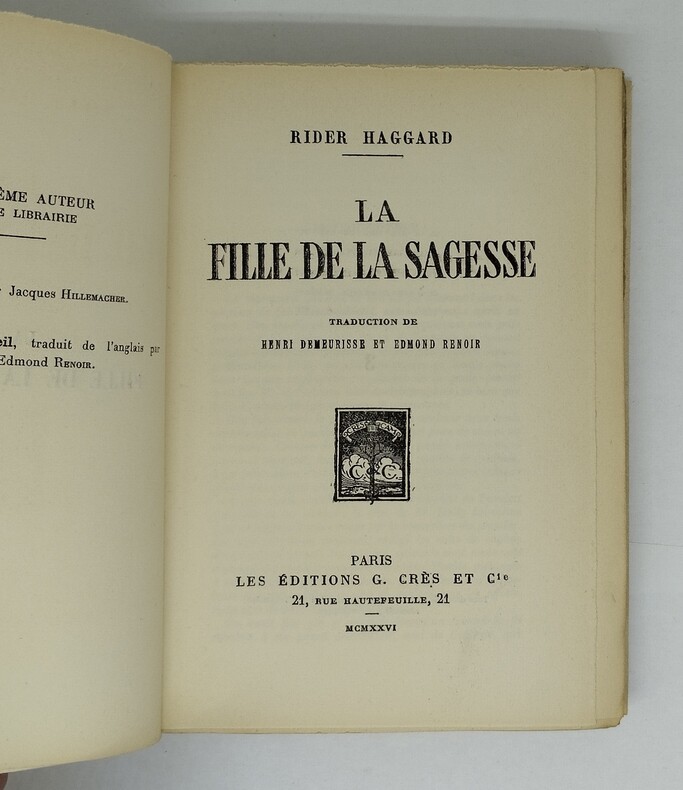 ÈME AUTEUR
E LIBRAIRIE
Jacques HILLEMACHER.
eil, traduit de l'anglais par
Edmond RENOIR.
RIDER HAGGARD
LA
FILLE DE LA SAGESSE
TRADUCTION DE
HENRI DEMEURISSE ET EDMOND RENOIR
C C
PARIS
LES ÉDITIONS G. CRÈS ET Cie
21, RUE HAUTEFEUILLE, 21
MCMXXVI